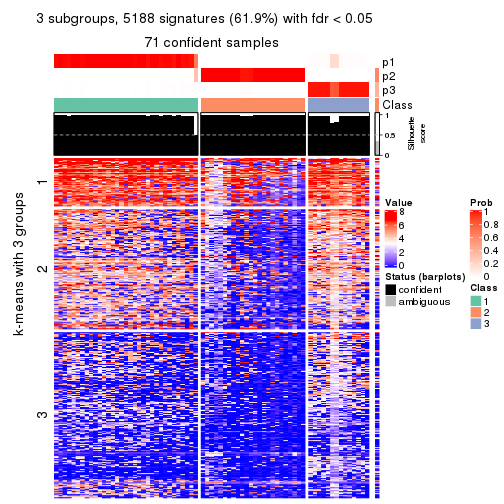 3 subgroups, 5188 signatures (61.9%) with fdr < 0.05
71 confident samples
p1
p2
p3
Class
1
0.5
0
Silhouette
score
k-means with 3 groups
1
2
3
Value
8
6
4
2
0
Status (barplots)
confident
ambiguous
Prob
1
0.8
0.6
0.4
0.2
0
Class
1
2
3